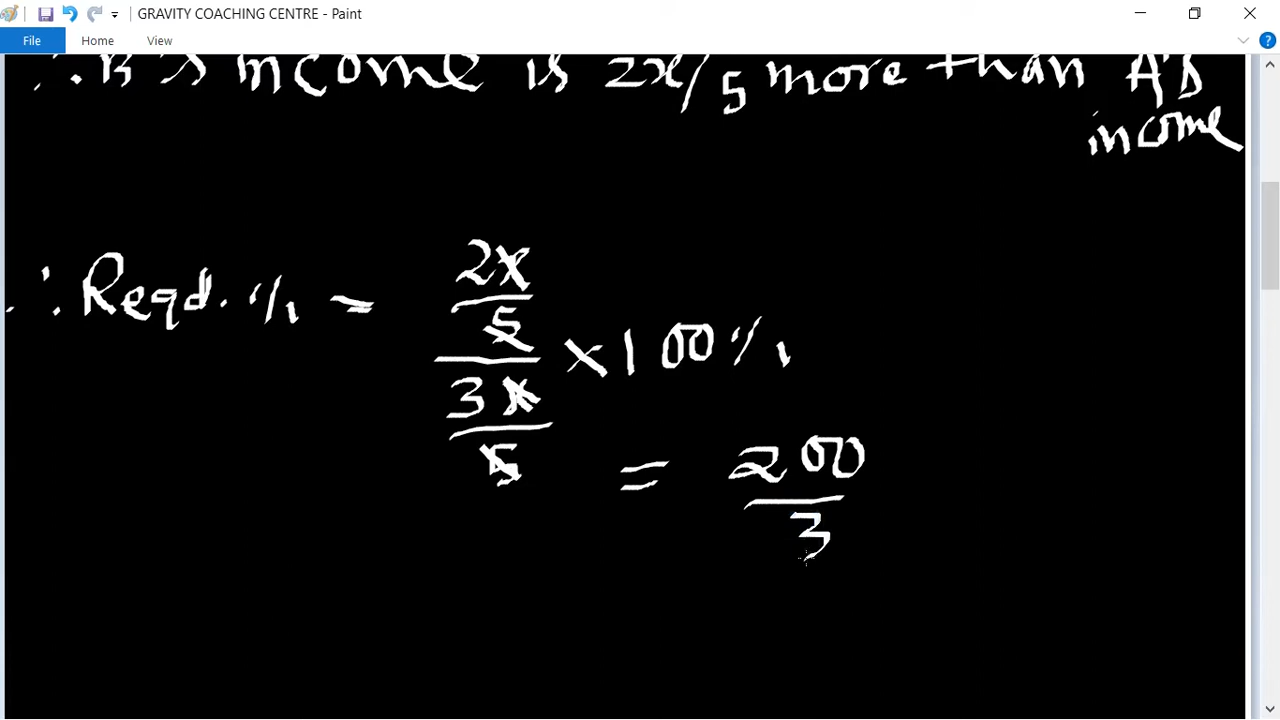 GRAVITY COACHING CENTRE - Paint
File Home View
∴ B's income is 2x/5 more than A's
income
∴ Reqd. % = 2x/5 / 3x/5 × 100 %
= 200/3